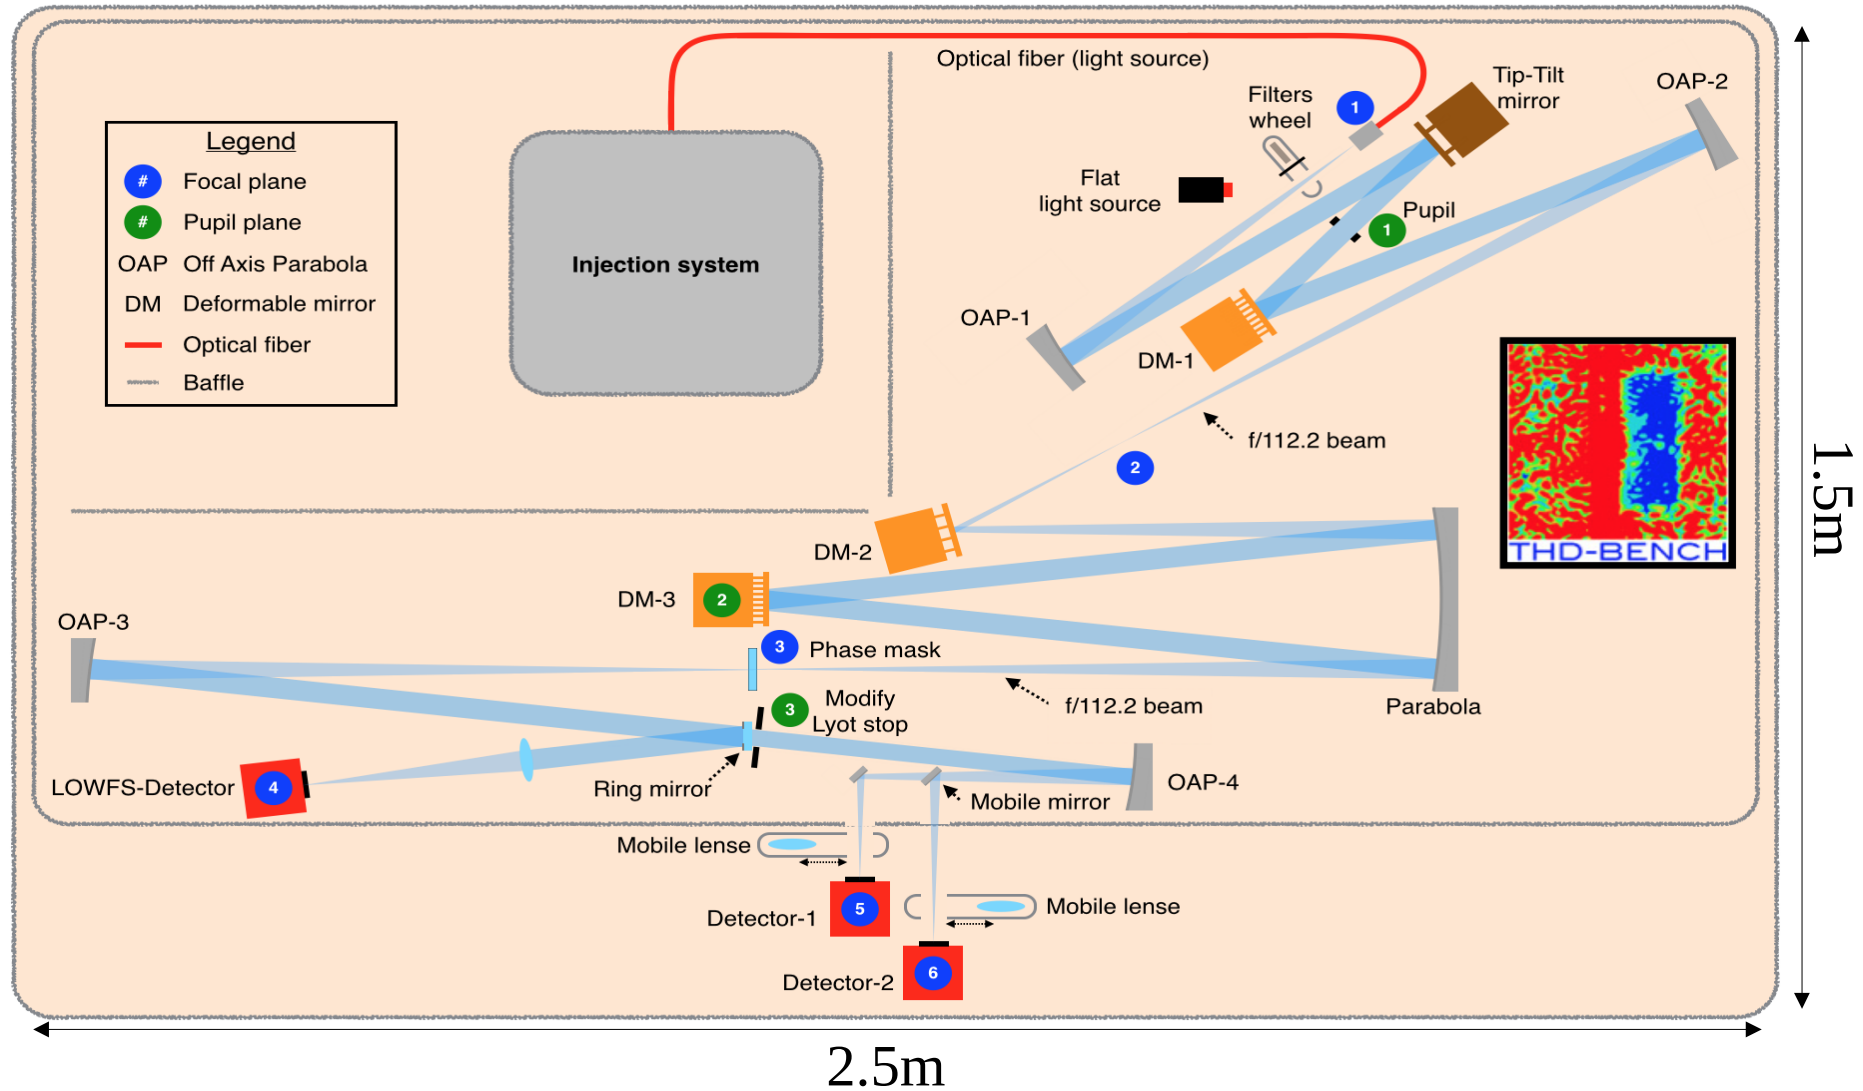 Optical fiber (light source)
Tip-Tilt
mirror
OAP-2
Filters
wheel
1
Legend
# Focal plane
# Pupil plane
OAP Off Axis Parabola
DM Deformable mirror
Optical fiber
Baffle
Injection system
Flat
light source
Pupil
1
OAP-1
DM-1
f/112.2 beam
2
THD-BENCH
1.5m
DM-2
DM-3
2
OAP-3
3
Phase mask
3
Modify
Lyot stop
f/112.2 beam
Parabola
LOWFS-Detector
4
Ring mirror
Mobile mirror
OAP-4
Mobile lense
Detector-1
5
Mobile lense
Detector-2
6
2.5m